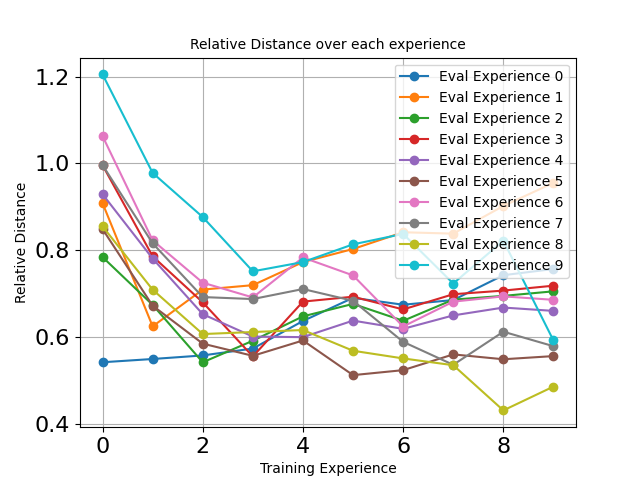 Relative Distance over each experience
1.2
1.0
0.8
0.6
0.4
Relative Distance
Eval Experience 0
Eval Experience 1
Eval Experience 2
Eval Experience 3
Eval Experience 4
Eval Experience 5
Eval Experience 6
Eval Experience 7
Eval Experience 8
Eval Experience 9
0 2 4 6 8
Training Experience